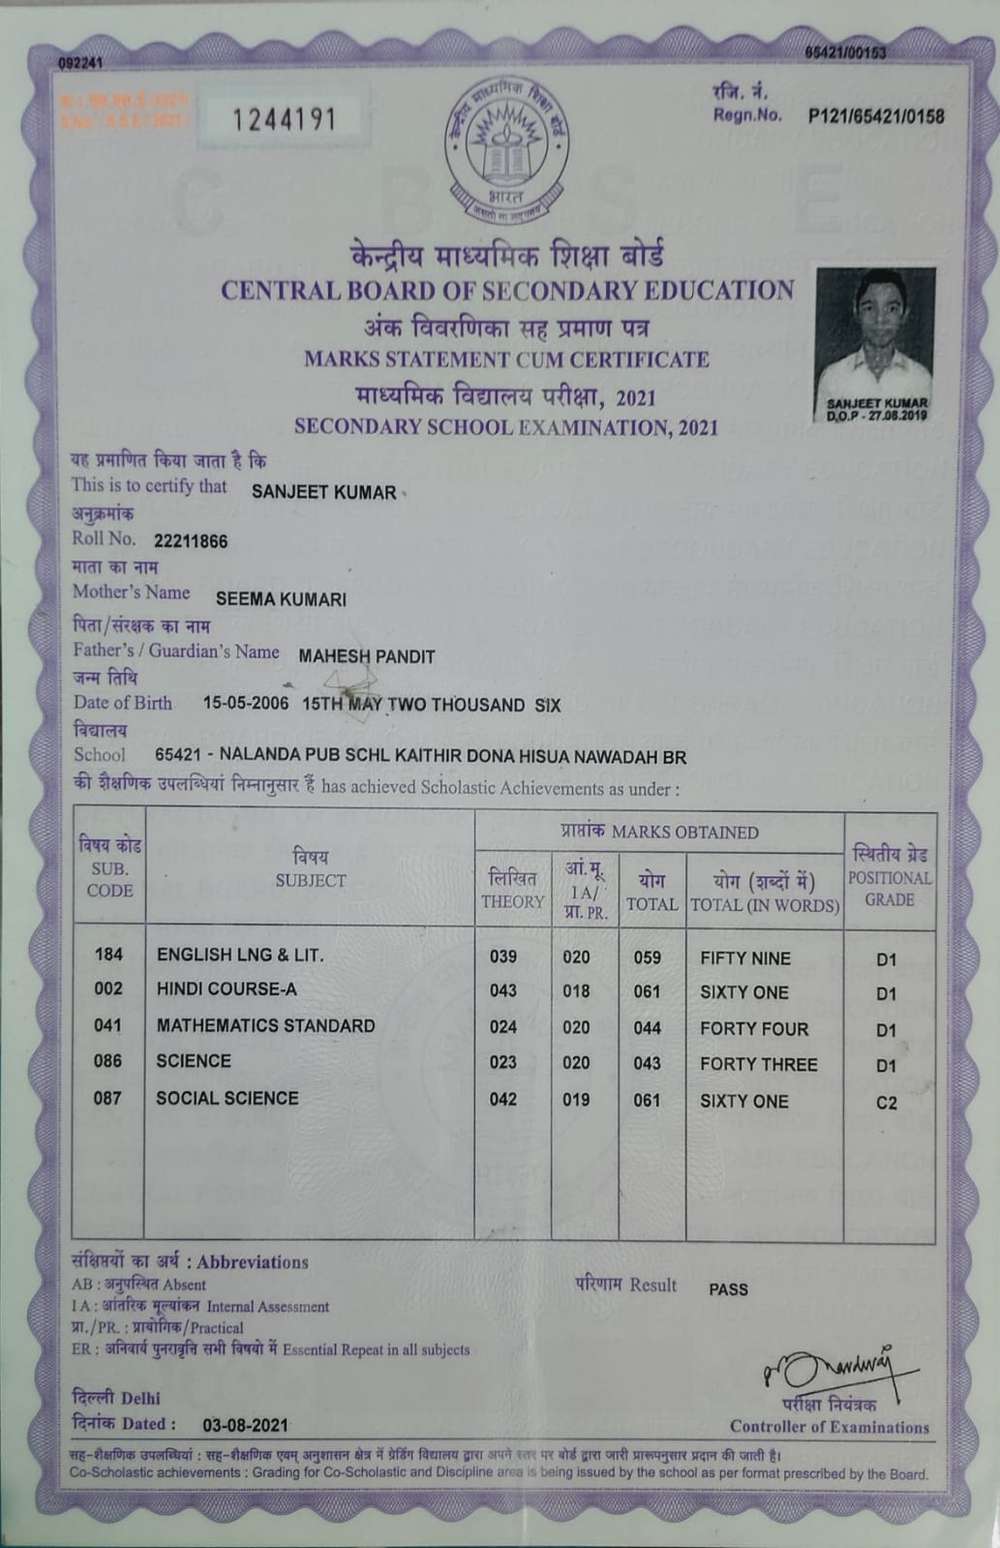 092241
65421/00153
1244191
रजि. नं.
Regn.No. P121/65421/0158
C B S E
केन्द्रीय माध्यमिक शिक्षा बोर्ड
भारत
केन्द्रीय माध्यमिक शिक्षा बोर्ड
CENTRAL BOARD OF SECONDARY EDUCATION
अंक विवरणिका सह प्रमाण पत्र
MARKS STATEMENT CUM CERTIFICATE
माध्यमिक विद्यालय परीक्षा, 2021
SECONDARY SCHOOL EXAMINATION, 2021
SANJEET KUMAR
D.O.P - 27.08.2019
यह प्रमाणित किया जाता है कि
This is to certify that SANJEET KUMAR
अनुक्रमांक
Roll No. 22211866
माता का नाम
Mother's Name SEEMA KUMARI
पिता/संरक्षक का नाम
Father's / Guardian's Name MAHESH PANDIT
जन्म तिथि
Date of Birth 15-05-2006 15TH MAY TWO THOUSAND SIX
विद्यालय
School 65421 - NALANDA PUB SCHL KAITHIR DONA HISUA NAWADAH BR
की शैक्षणिक उपलब्धियां निम्नानुसार हैं has achieved Scholastic Achievements as under :
विषय कोड SUB. CODE विषय SUBJECT प्राप्तांक MARKS OBTAINED स्थितीय ग्रेड POSITIONAL GRADE
लिखित THEORY आं.मू. I A/ प्रा. PR. योग TOTAL योग (शब्दों में) TOTAL (IN WORDS)
184 ENGLISH LNG & LIT. 039 020 059 FIFTY NINE D1
002 HINDI COURSE-A 043 018 061 SIXTY ONE D1
041 MATHEMATICS STANDARD 024 020 044 FORTY FOUR D1
086 SCIENCE 023 020 043 FORTY THREE D1
087 SOCIAL SCIENCE 042 019 061 SIXTY ONE C2
संक्षिप्तियों का अर्थ : Abbreviations
AB : अनुपस्थित Absent
परिणाम Result PASS
I A : आंतरिक मूल्यांकन Internal Assessment
प्रा./PR. : प्रायोगिक/Practical
ER : अनिवार्य पुनरावृत्ति सभी विषयो में Essential Repeat in all subjects
दिल्ली Delhi
परीक्षा नियंत्रक
दिनांक Dated : 03-08-2021
Controller of Examinations
सह-शैक्षणिक उपलब्धियां : सह-शैक्षणिक एवम् अनुशासन क्षेत्र में ग्रेडिंग विद्यालय द्वारा अपने स्तर पर बोर्ड द्वारा जारी प्रारूपनुसार प्रदान की जाती है।
Co-Scholastic achievements : Grading for Co-Scholastic and Discipline area is being issued by the school as per format prescribed by the Board.